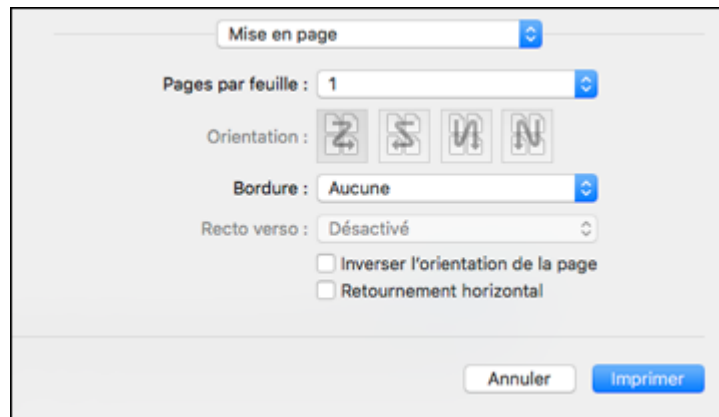 Mise en page
Pages par feuille : 1
Orientation :
Bordure : Aucune
Recto verso : Désactivé
Inverser l'orientation de la page
Retournement horizontal
Annuler Imprimer